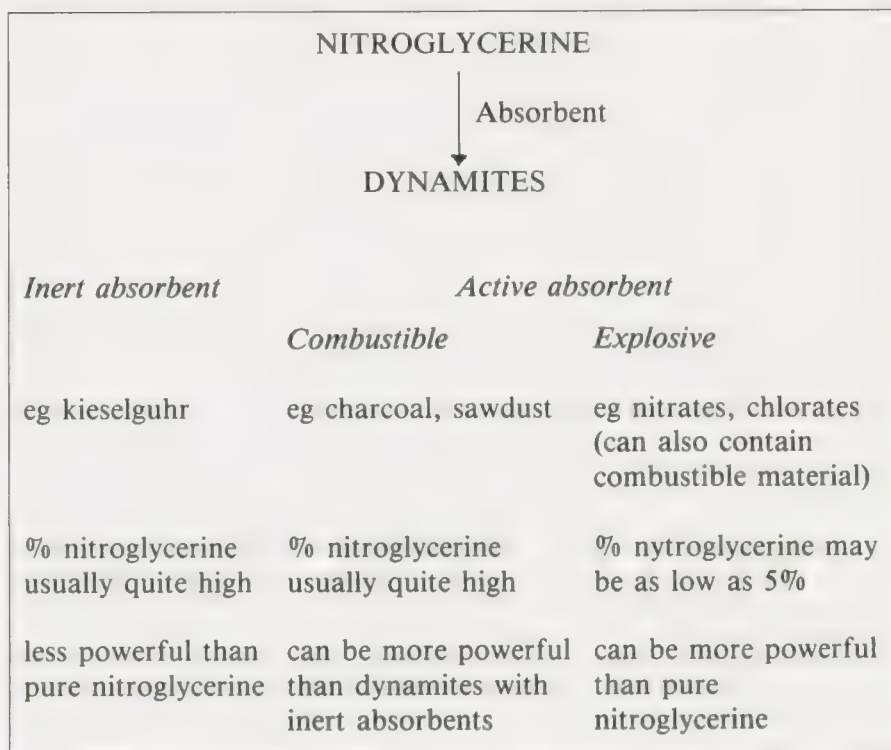 NITROGLYCERINE
Absorbent
DYNAMITES
Inert absorbent
Active absorbent
Combustible
Explosive
eg kieselguhr
eg charcoal, sawdust
eg nitrates, chlorates
(can also contain
combustible material)
% nitroglycerine
usually quite high
% nitroglycerine
usually quite high
% nytroglycerine may
be as low as 5%
less powerful than
pure nitroglycerine
can be more powerful
than dynamites with
inert absorbents
can be more powerful
than pure
nitroglycerine